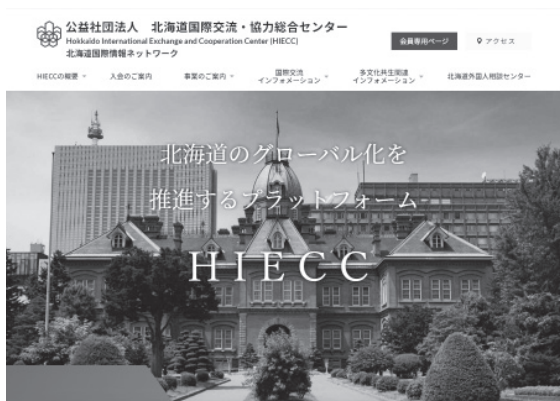 公益社団法人　北海道国際交流・協力総合センター
Hokkaido International Exchange and Cooperation Center (HIECC)
北海道国際情報ネットワーク
会員専用ページ
アクセス
HIECCの概要
入会のご案内
事業のご案内
国際交流
インフォメーション
多文化共生関連
インフォメーション
北海道外国人相談センター
北海道のグローバル化を
推進するプラットフォーム
HIECC